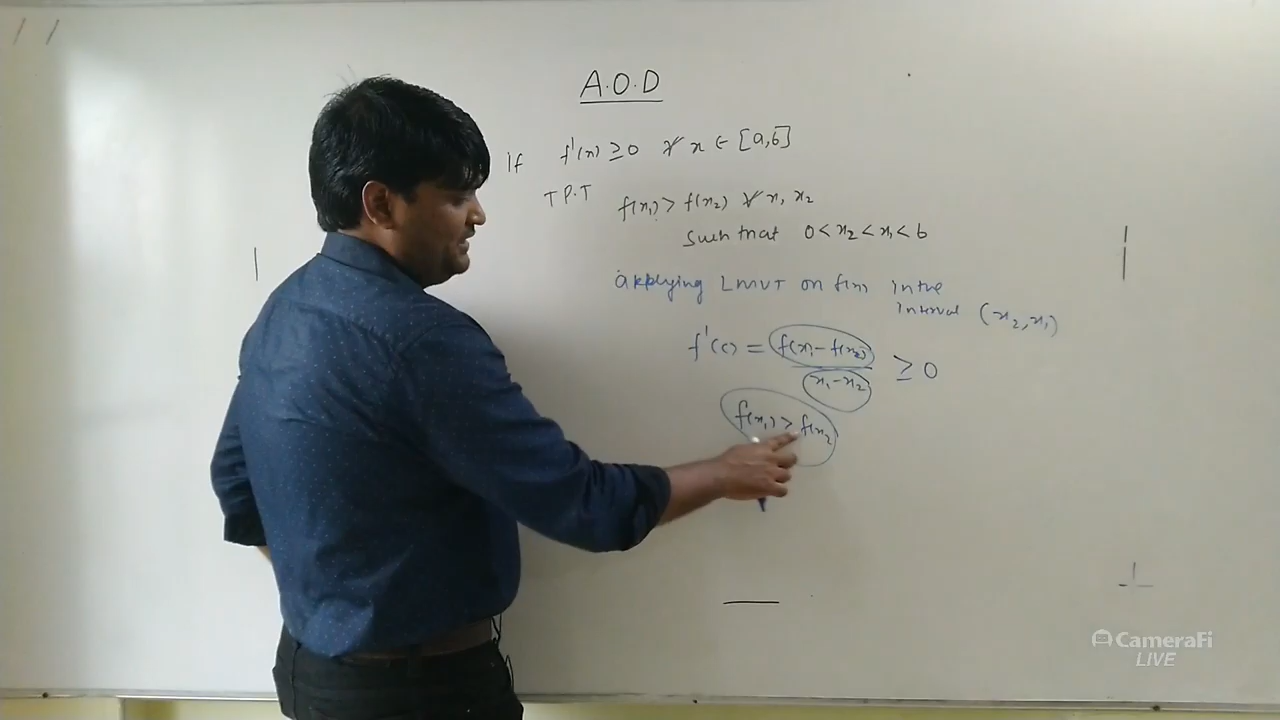 A.O.D
If f'(x) ≥ 0 ∀ x ∈ [a,b]
T.P.T f(x₁) > f(x₂) ∀ x₁ x₂
such that 0 < x₂ < x₁ < b
applying LMVT on f(x) in the
interval (x₂, x₁)
f'(c) = f(x₁) - f(x₂) / x₁ - x₂ ≥ 0
f(x₁) > f(x₂
CameraFi
LIVE